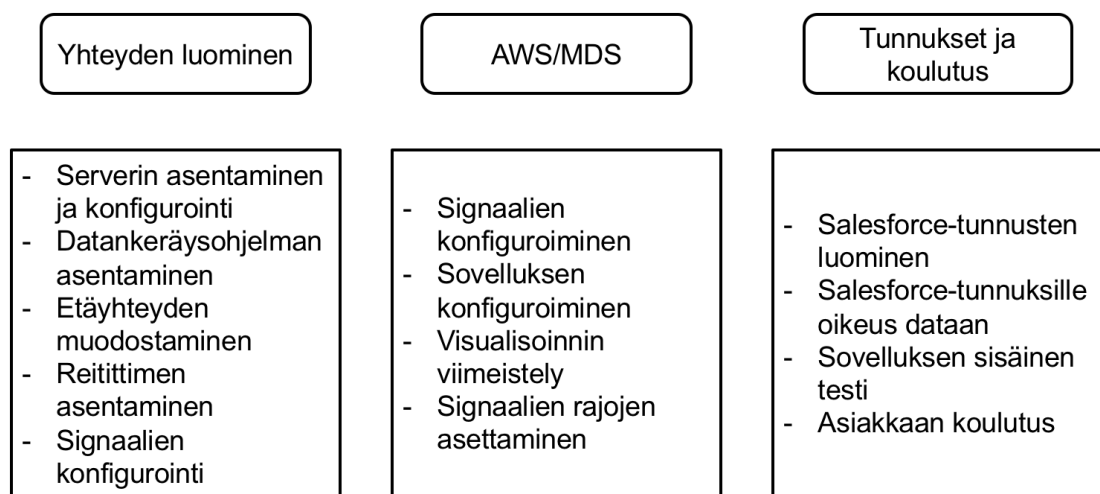 Yhteyden luominen
AWS/MDS
Tunnukset ja
koulutus
- Serverin asentaminen
ja konfigurointi
- Datankeräysohjelman
asentaminen
- Etäyhteyden
muodostaminen
- Reitittimen
asentaminen
- Signaalien
konfigurointi
- Signaalien
konfiguroiminen
- Sovelluksen
konfiguroiminen
- Visualisoinnin
viimeistely
- Signaalien rajojen
asettaminen
- Salesforce-tunnusten
luominen
- Salesforce-tunnuksille
oikeus dataan
- Sovelluksen sisäinen
testi
- Asiakkaan koulutus